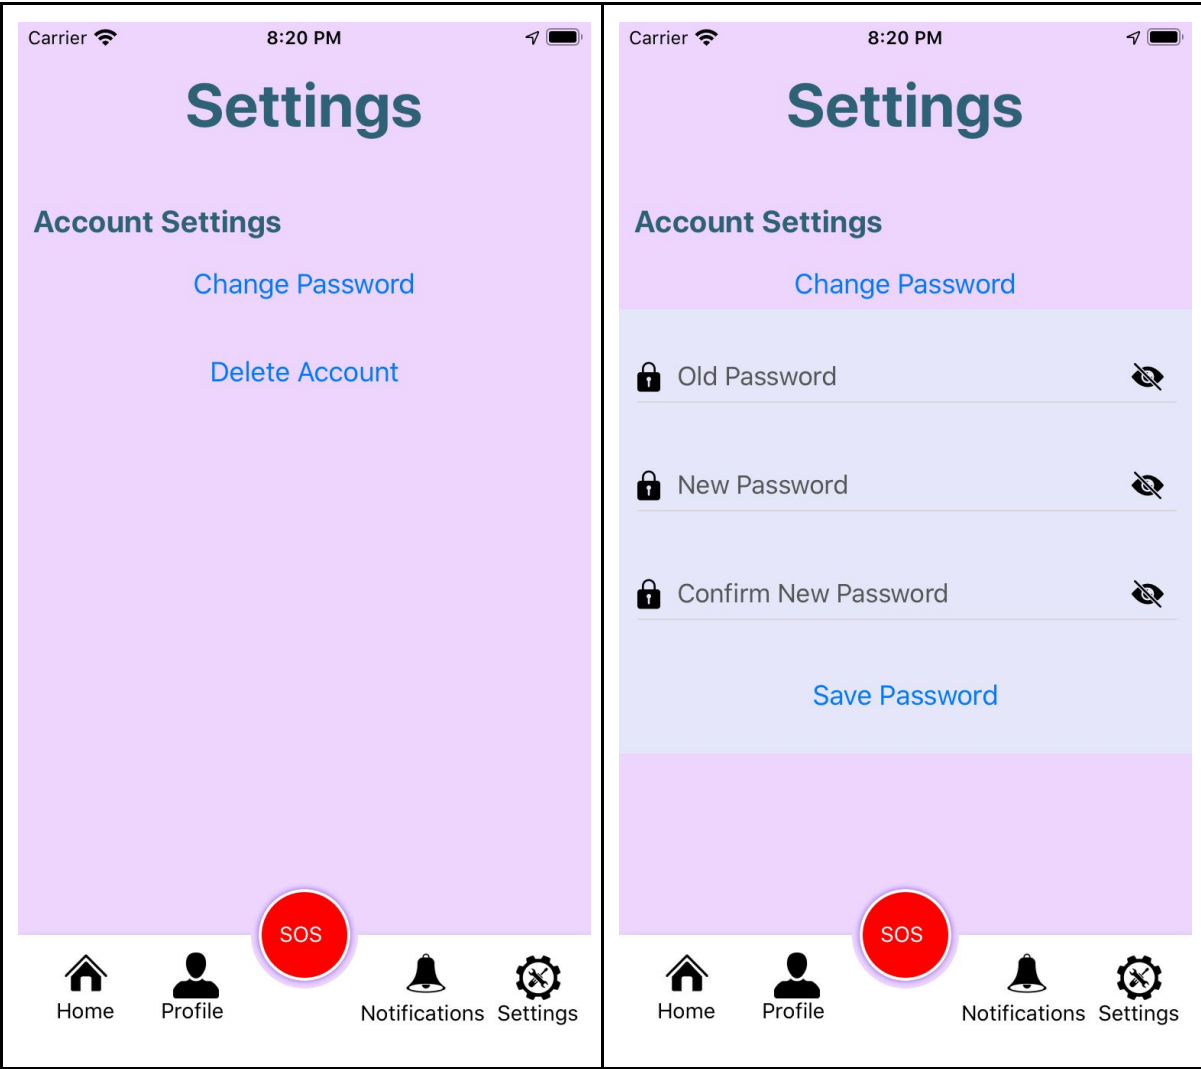 Carrier 8:20 PM
Settings
Account Settings
Change Password
Delete Account
SOS
Home Profile Notifications Settings
Carrier 8:20 PM
Settings
Account Settings
Change Password
Old Password
New Password
Confirm New Password
Save Password
SOS
Home Profile Notifications Settings